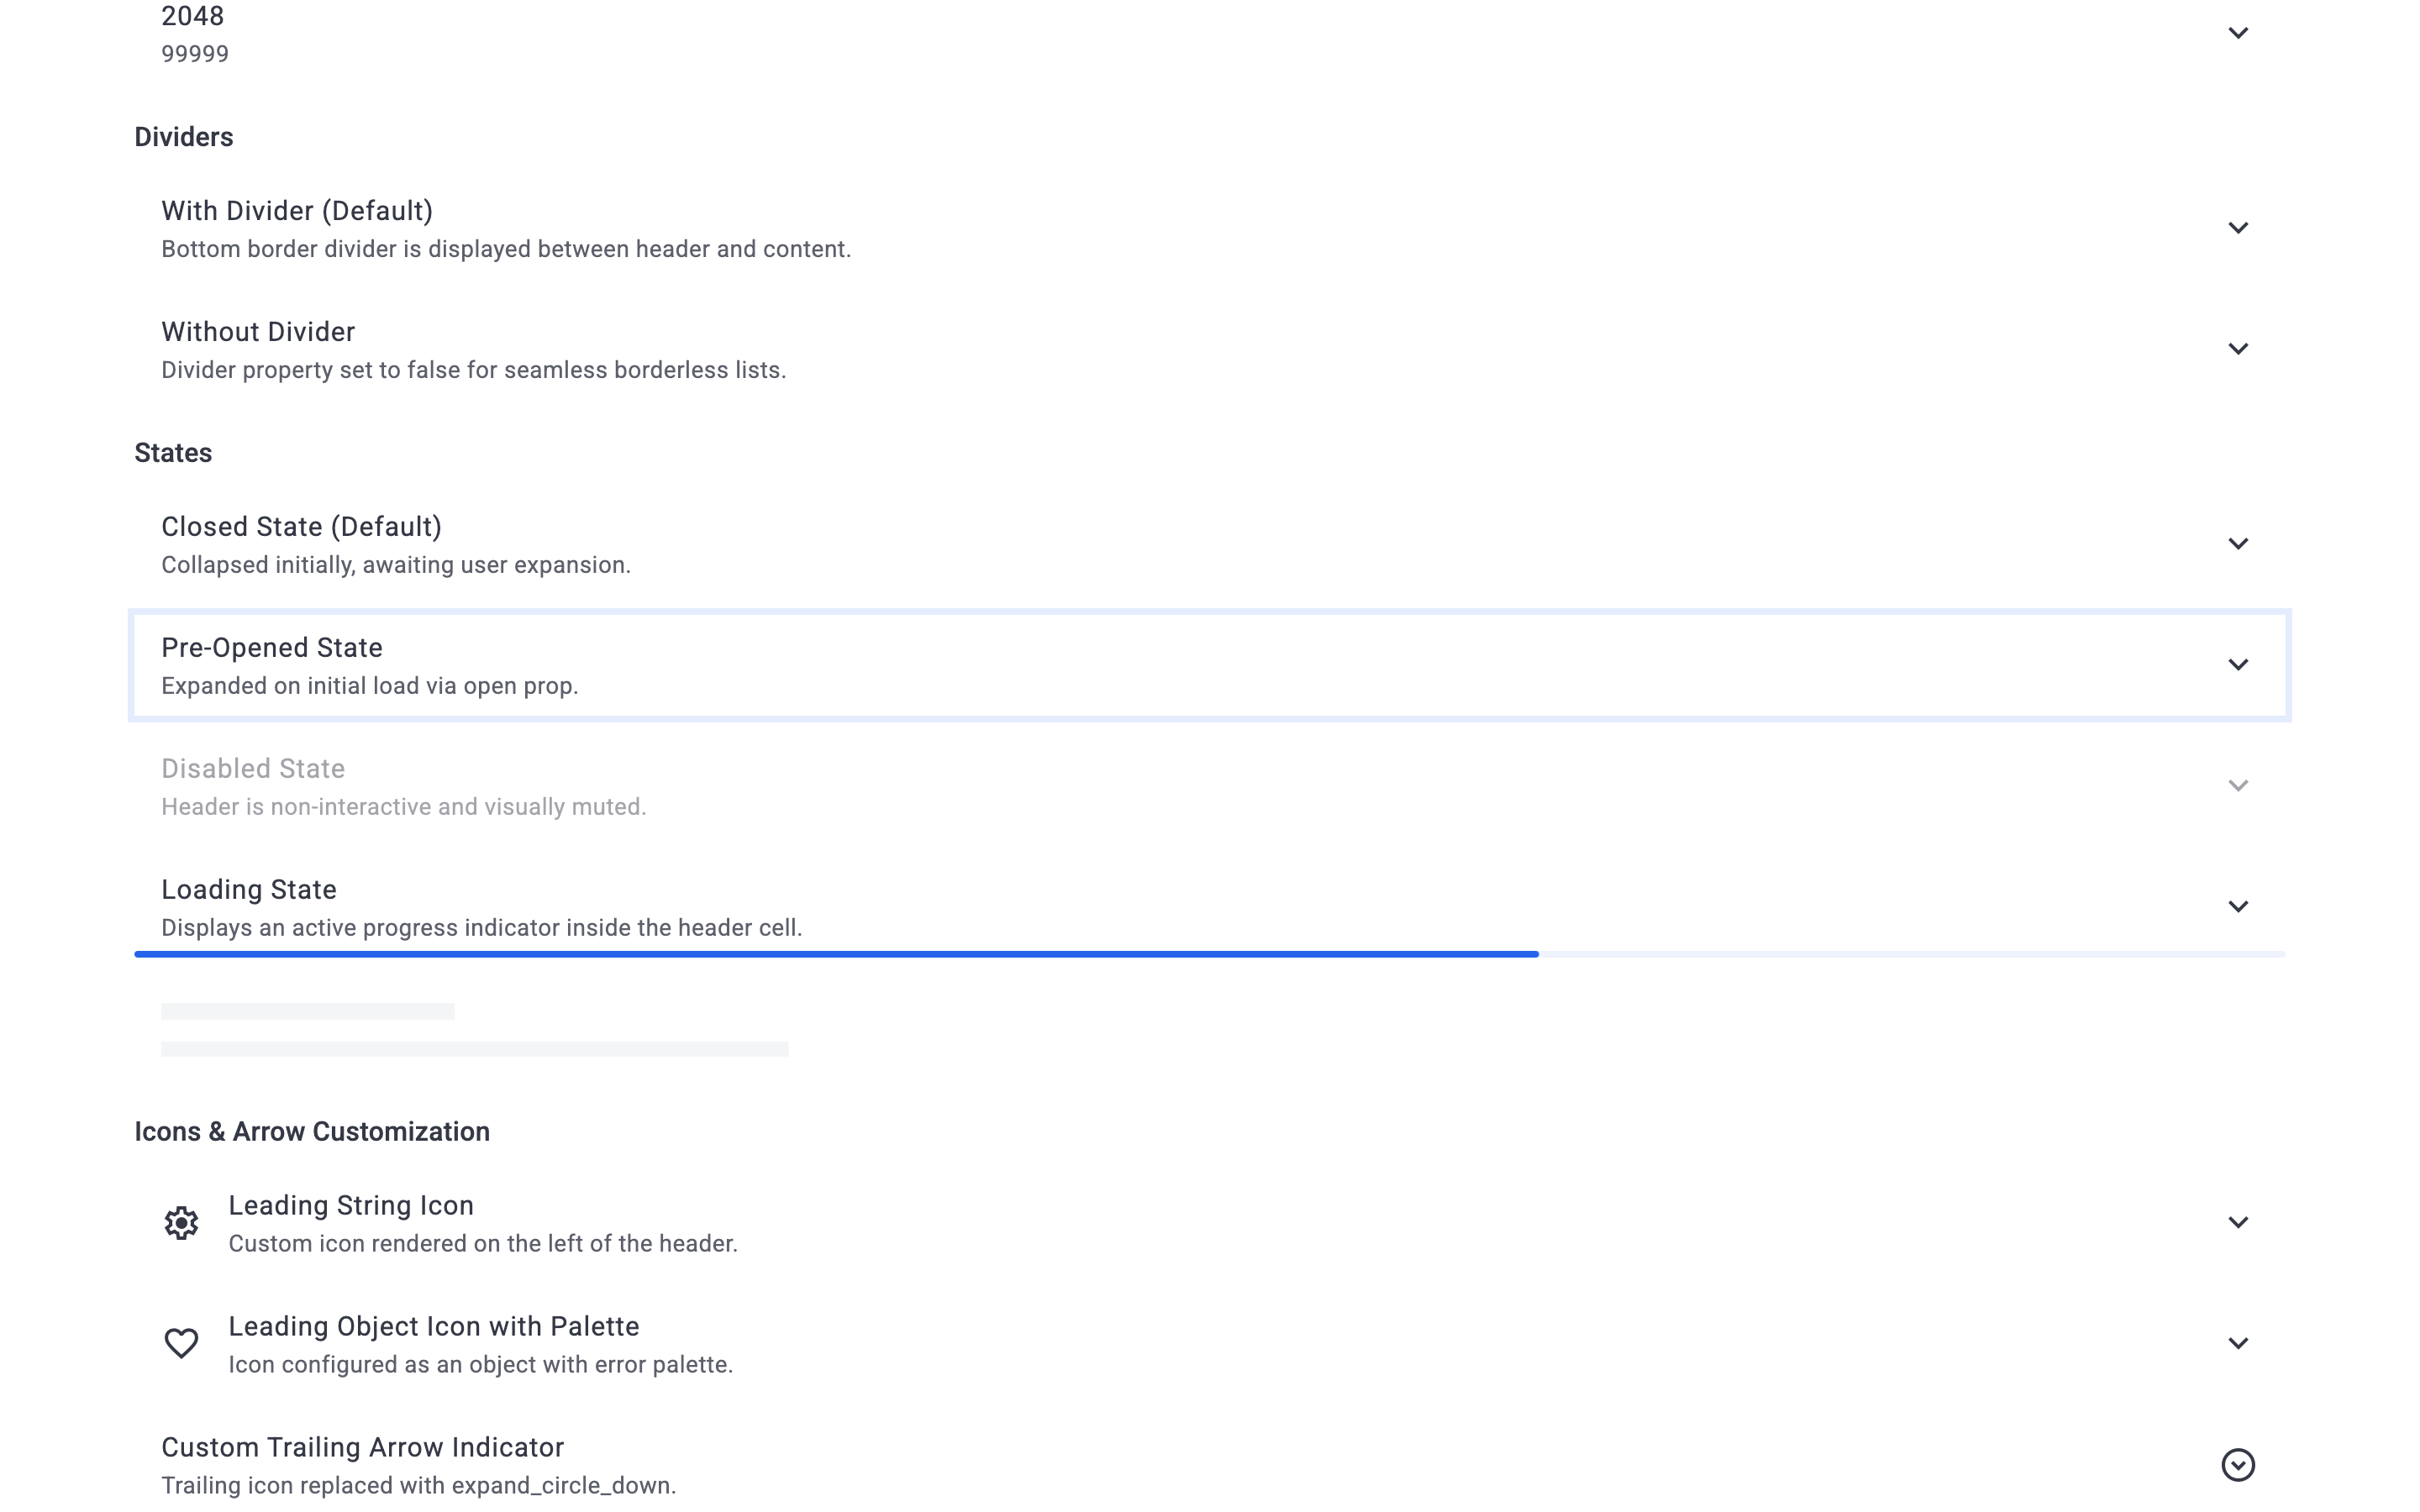 2048
99999
Dividers
With Divider (Default)
Bottom border divider is displayed between header and content.
Without Divider
Divider property set to false for seamless borderless lists.
States
Closed State (Default)
Collapsed initially, awaiting user expansion.
Pre-Opened State
Expanded on initial load via open prop.
Disabled State
Header is non-interactive and visually muted.
Loading State
Displays an active progress indicator inside the header cell.
Icons & Arrow Customization
Leading String Icon
Custom icon rendered on the left of the header.
Leading Object Icon with Palette
Icon configured as an object with error palette.
Custom Trailing Arrow Indicator
Trailing icon replaced with expand_circle_down.